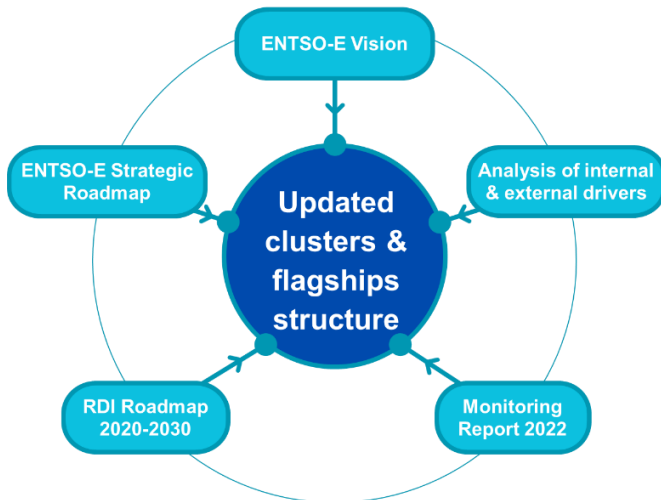 ENTSO-E Vision
ENTSO-E Strategic
Roadmap
Analysis of internal
& external drivers
Updated
clusters &
flagships
structure
RDI Roadmap
2020-2030
Monitoring
Report 2022